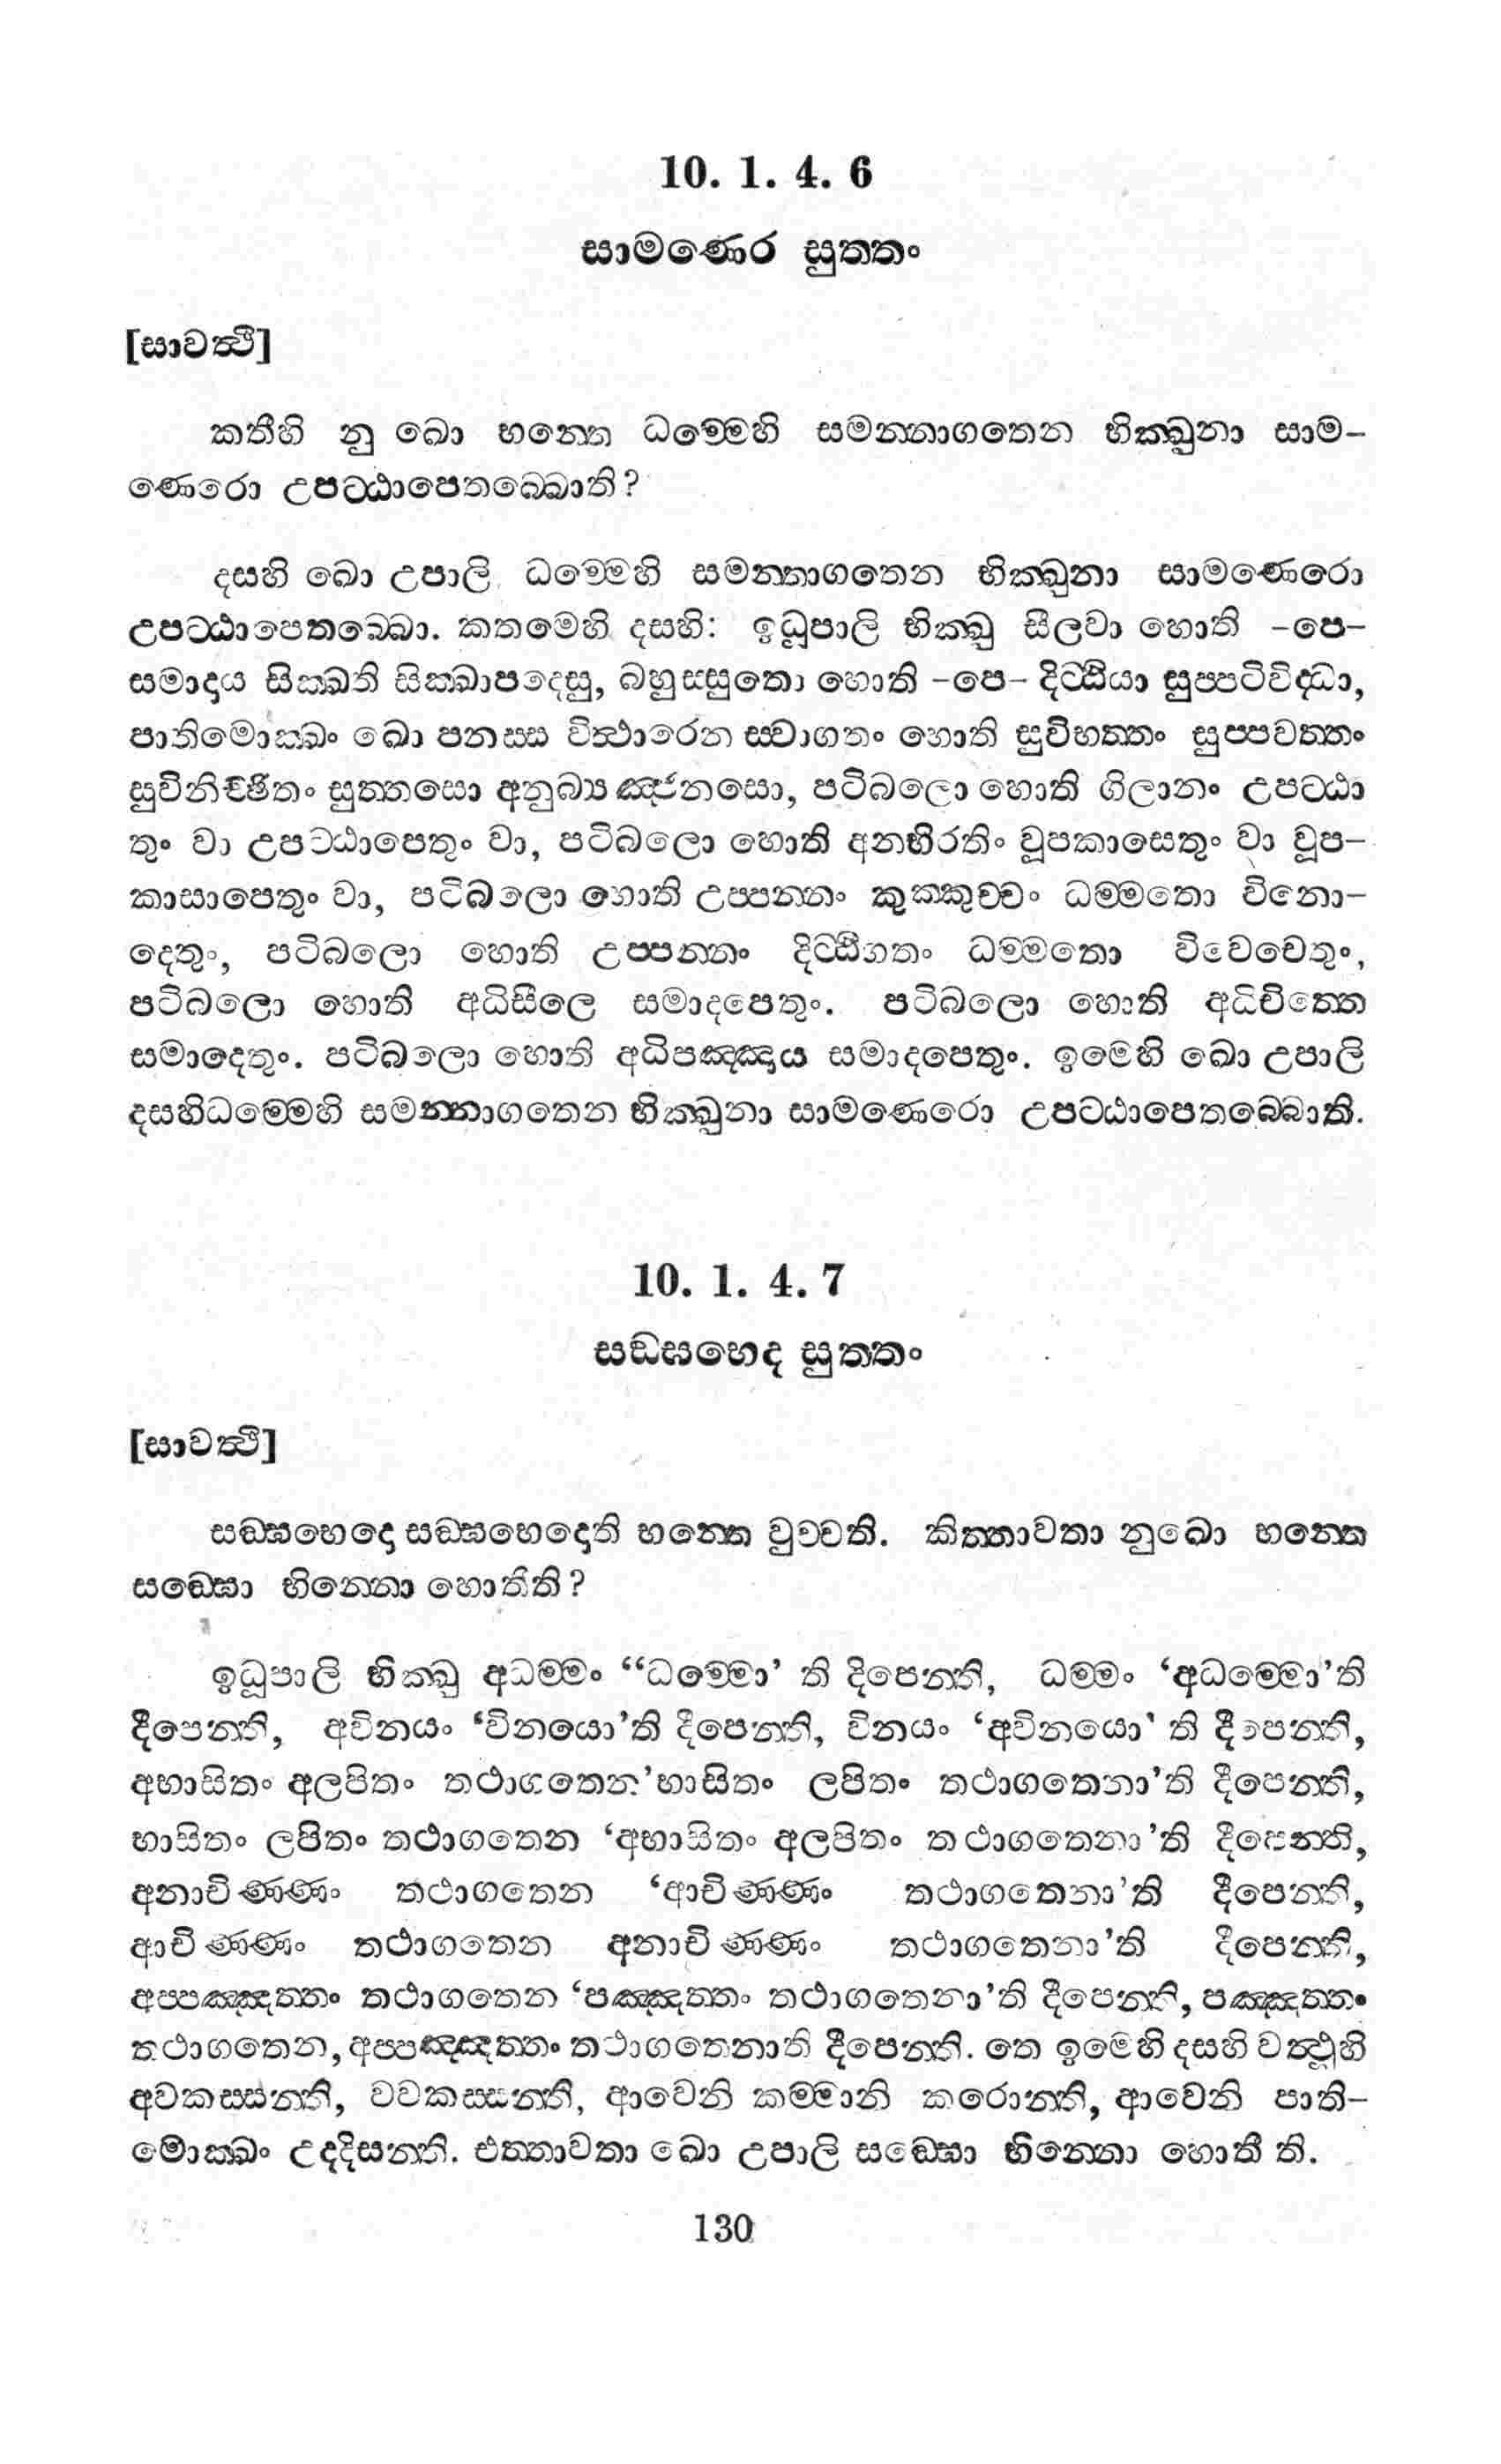 10. 1. 4. 6
සාමණෙර සුත්තං
[සාවත්ථි]
කතීහි නු ඛො භන්තෙ ධම්මෙහි සමන්නාගතෙන භික්ඛුනා සාම-
ණෙරො උපට්ඨාපෙතබ්බොති?
දසහි ඛො උපාලි ධම්මෙහි සමන්නාගතෙන භික්ඛුනා සාමණෙරො
උපට්ඨාපෙතබ්බො. කතමෙහි දසහි: ඉධූපාලි භික්ඛු සීලවා හොති -පෙ-
සමාදාය සික්ඛති සික්ඛාපදෙසු, බහුස්සුතො හොති -පෙ- දිට්ඨියා සුප්පටිවිද්ධා,
පාතිමොක්ඛං ඛො පනස්ස විත්ථාරෙන ස්වාගතං හොති සුවිභත්තං සුප්පවත්තං
සුවිනිච්ඡිතං සුත්තසො අනුබ්‍යඤ්ජනසො, පටිබලො හොති ගිලානං උපට්ඨා
තුං වා උපට්ඨාපෙතුං වා, පටිබලො හොති අනභිරතිං වූපකාසෙතුං වා වූප-
කාසාපෙතුං වා, පටිබලො හොති උප්පන්නං කුක්කුච්චං ධම්මතො විනො-
දෙතුං, පටිබලො හොති උප්පන්නං දිට්ඨිගතං ධම්මතො විවෙචෙතුං,
පටිබලො හොති අධිසීලෙ සමාදපෙතුං. පටිබලො හොති අධිචිත්තෙ
සමාදෙතුං. පටිබලො හොති අධිපඤ්ඤාය සමාදපෙතුං. ඉමෙහි ඛො උපාලි
දසහිධම්මෙහි සමන්නාගතෙන භික්ඛුනා සාමණෙරො උපට්ඨාපෙතබ්බොති.
10. 1. 4. 7
සඞ්ඝභෙද සුත්තං
[සාවත්ථි]
සඞ්ඝභෙදො සඞ්ඝභෙදොති භන්තෙ වුච්චති. කිත්තාවතා නුඛො භන්තෙ
සඞ්ඝො භින්නො හොතීති?
ඉධූපාලි භික්ඛු අධම්මං “ධම්මො’ ති දිපෙන්ති, ධම්මං ‘අධම්මො’ති
දීපෙන්ති, අවිනයං ‘විනයො’ති දීපෙන්ති, විනයං ‘අවිනයො’ ති දීපෙන්ති,
අභාසිතං අලපිතං තථාගතෙන’භාසිතං ලපිතං තථාගතෙනා’ති දීපෙන්ති,
භාසිතං ලපිතං තථාගතෙන ‘අභාසිතං අලපිතං තථාගතෙනා’ති දීපෙන්ති,
අනාචිණ්ණං තථාගතෙන ‘ආචිණ්ණං තථාගතෙනා’ති දීපෙන්ති,
ආචිණ්ණං තථාගතෙන අනාචිණ්ණං තථාගතෙනා’ති දීපෙන්ති,
අප්පඤ්ඤත්තං තථාගතෙන ‘පඤ්ඤත්තං තථාගතෙනා’ති දීපෙන්ති, පඤ්ඤත්තං
තථාගතෙන, අප්පඤ්ඤත්තං තථාගතෙනාති දීපෙන්ති. තෙ ඉමෙහි දසහි වත්ථූහි
අවකස්සන්ති, වවකස්සන්ති, ආවෙනි කම්මානි කරොන්ති, ආවෙනි පාති-
මොක්ඛං උද්දිසන්ති. එත්තාවතා ඛො උපාලි සඞ්ඝො භින්නො හොතී ති.
130